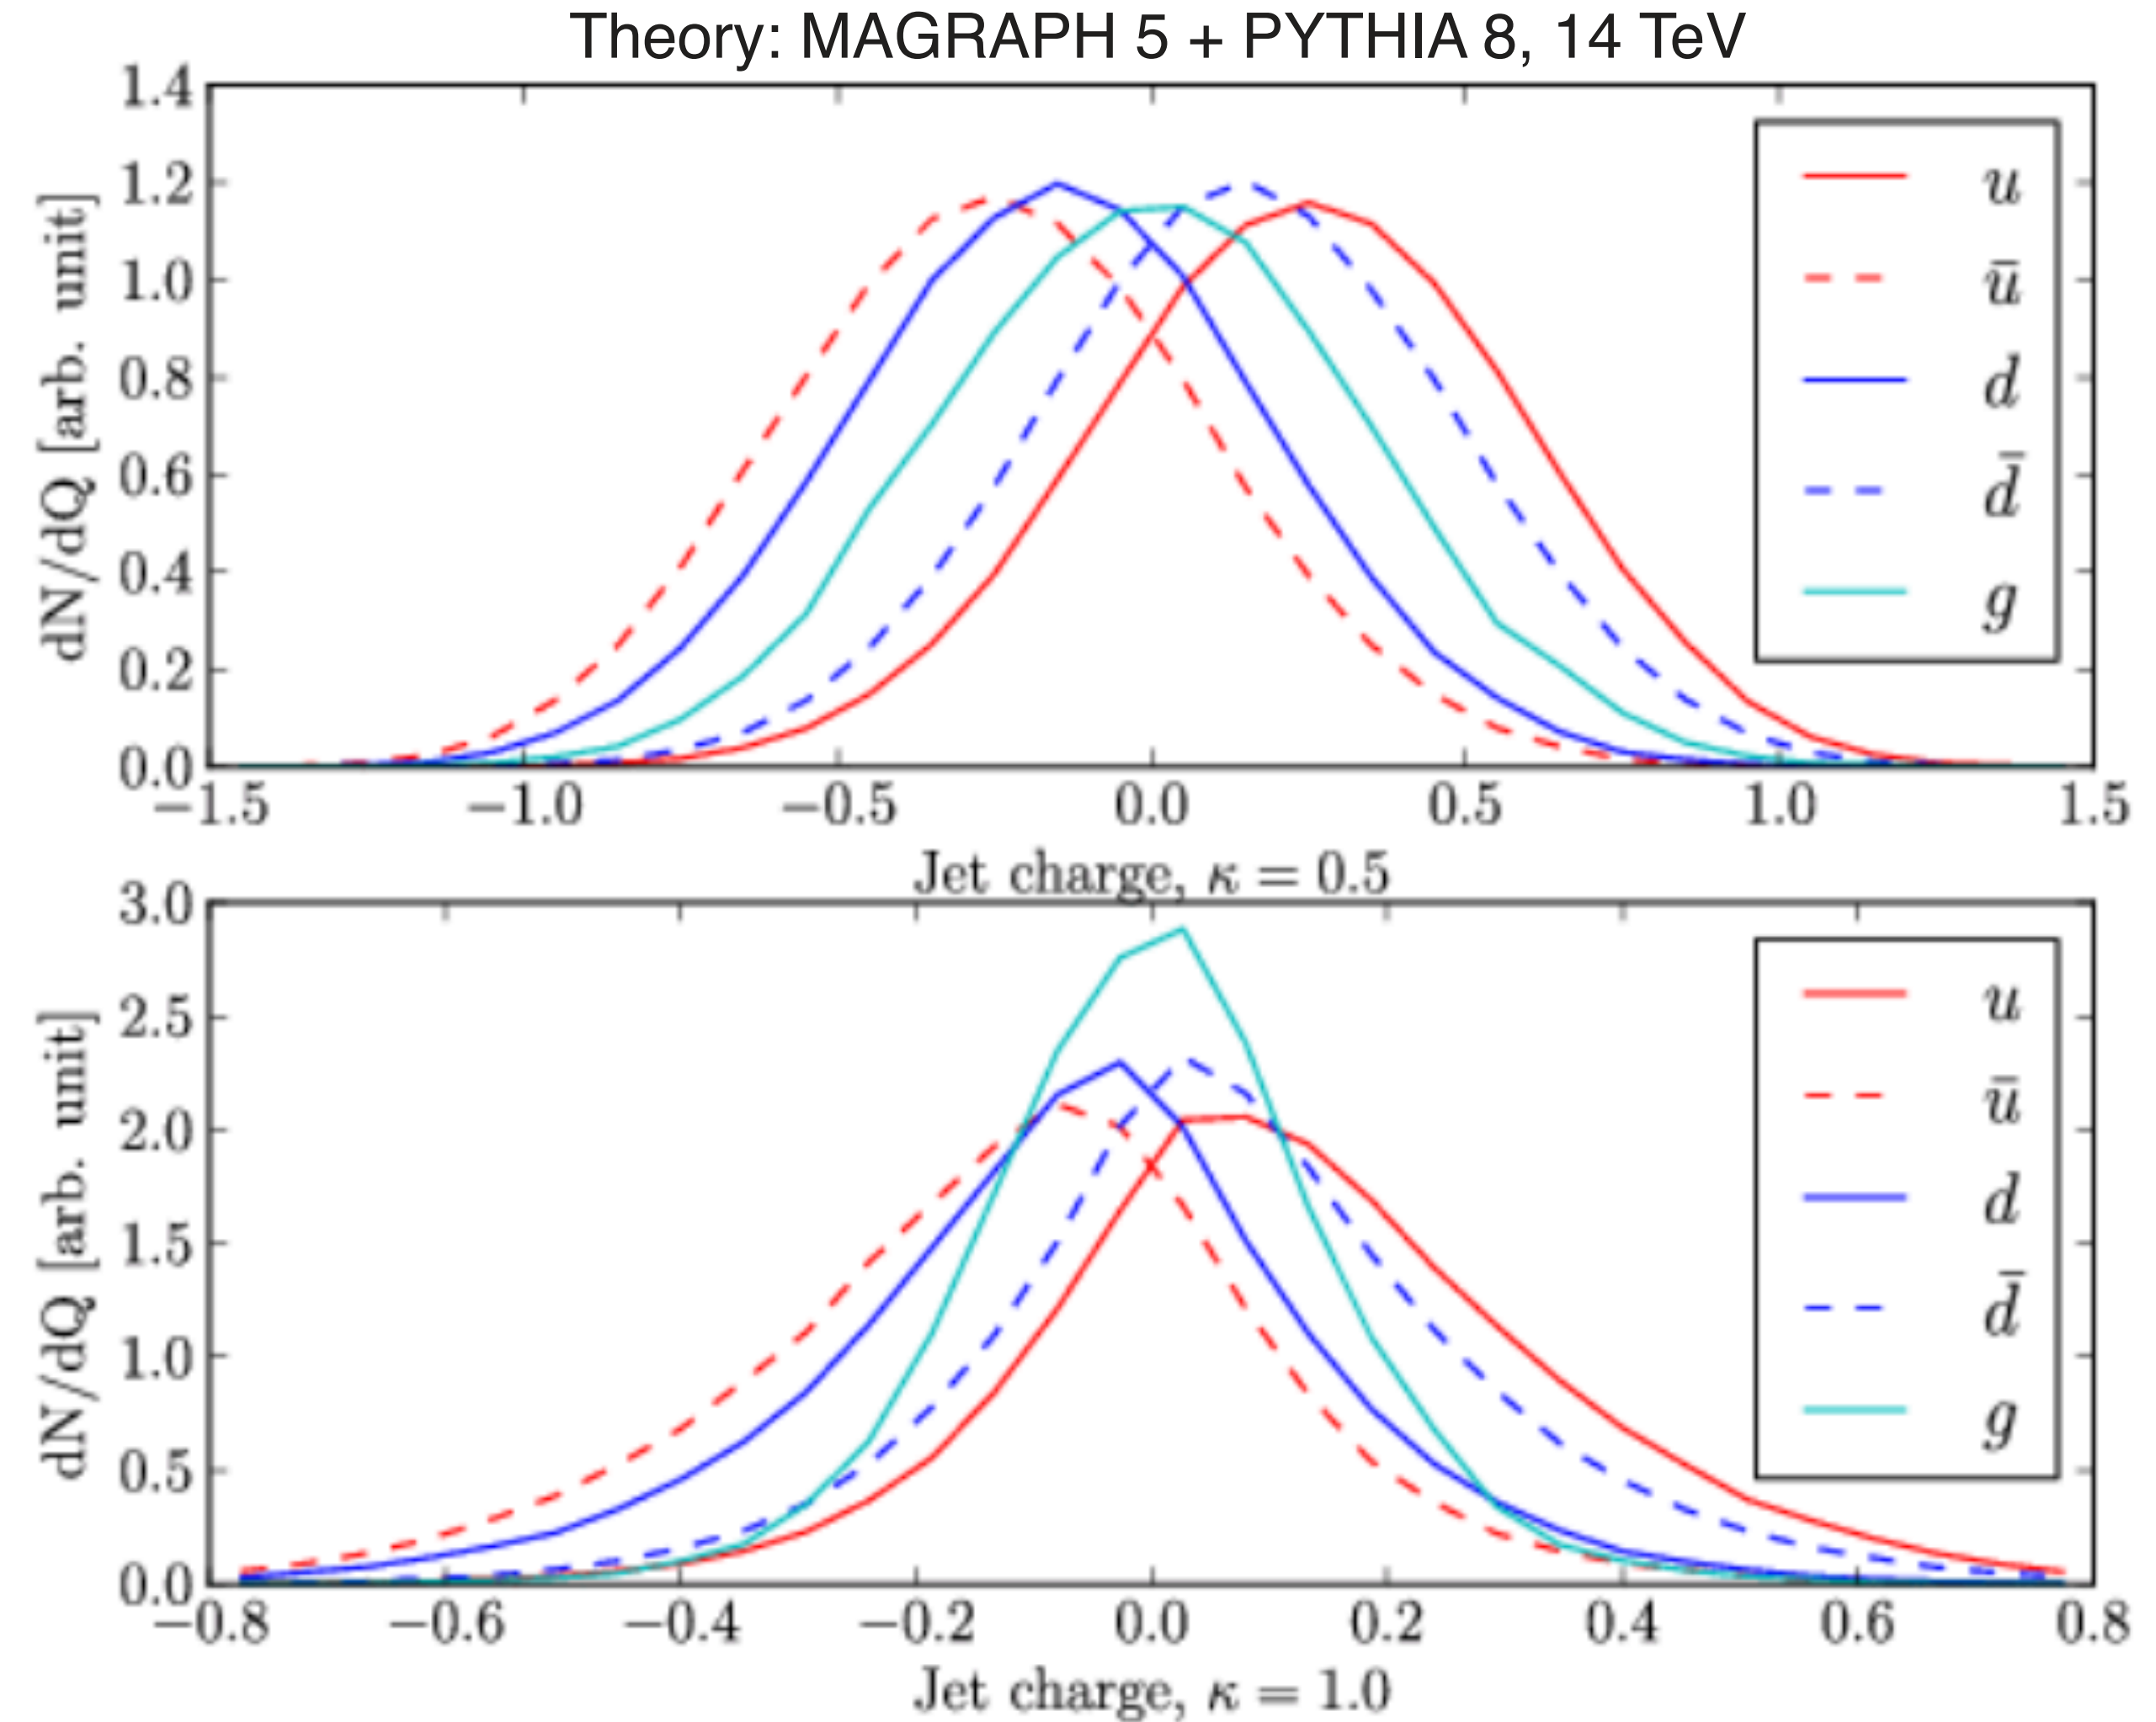 Theory: MAGRAPH 5 + PYTHIA 8, 14 TeV
1.4
1.2
1.0
0.8
0.6
0.4
0.2
0.0
dN/dQ [arb. unit]
u
ū
d
d̄
g
−1.5 −1.0 −0.5 0.0 0.5 1.0 1.5
Jet charge, κ = 0.5
3.0
2.5
2.0
1.5
1.0
0.5
0.0
dN/dQ [arb. unit]
u
ū
d
d̄
g
−0.8 −0.6 −0.4 −0.2 0.0 0.2 0.4 0.6 0.8
Jet charge, κ = 1.0